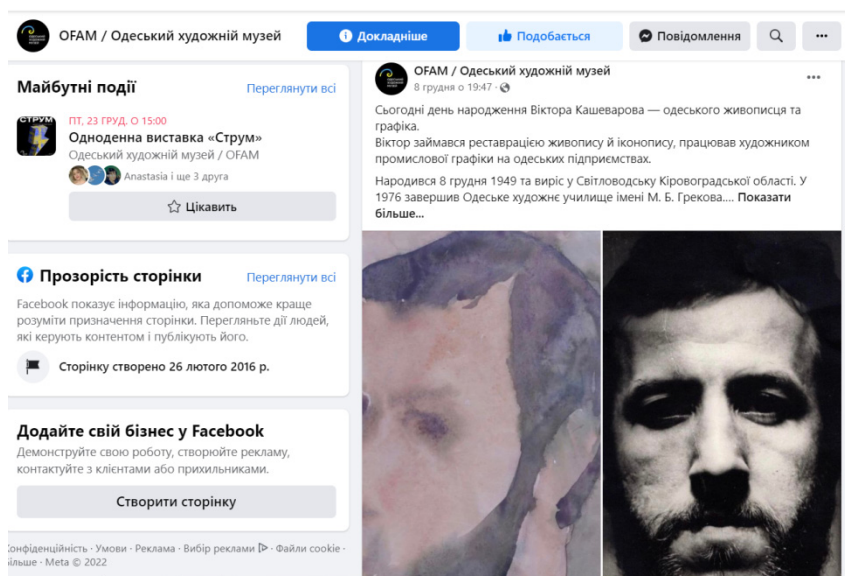 OFAM / Одеський художній музей
Докладніше
Подобається
Повідомлення
Майбутні події
Переглянути всі
СТРУМ
ПТ, 23 ГРУД. О 15:00
Одноденна виставка «Струм»
Одеський художній музей / OFAM
Anastasia і ще 3 друга
Цікавить
Прозорість сторінки
Переглянути всі
Facebook показує інформацію, яка допоможе краще
розуміти призначення сторінки. Перегляньте дії людей,
які керують контентом і публікують його.
Сторінку створено 26 лютого 2016 р.
Додайте свій бізнес у Facebook
Демонструйте свою роботу, створюйте рекламу,
контактуйте з клієнтами або прихильниками.
Створити сторінку
Конфіденційність · Умови · Реклама · Вибір реклами · Файли cookie ·
більше · Meta © 2022
OFAM / Одеський художній музей
8 грудня о 19:47 ·
Сьогодні день народження Віктора Кашеварова — одеського живописця та
графіка.
Віктор займався реставрацією живопису й іконопису, працював художником
промислової графіки на одеських підприємствах.
Народився 8 грудня 1949 та виріс у Світловодську Кіровоградської області. У
1976 завершив Одеське художнє училище імені М. Б. Грекова.... Показати
більше...